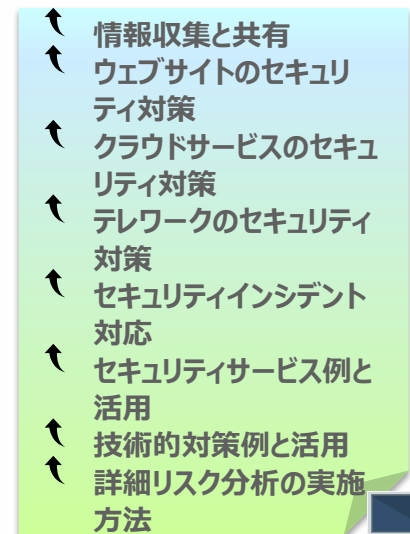 情報収集と共有
ウェブサイトのセキュリ
ティ対策
クラウドサービスのセキュ
リティ対策
テレワークのセキュリティ
対策
セキュリティインシデント
対応
セキュリティサービス例と
活用
技術的対策例と活用
詳細リスク分析の実施
方法